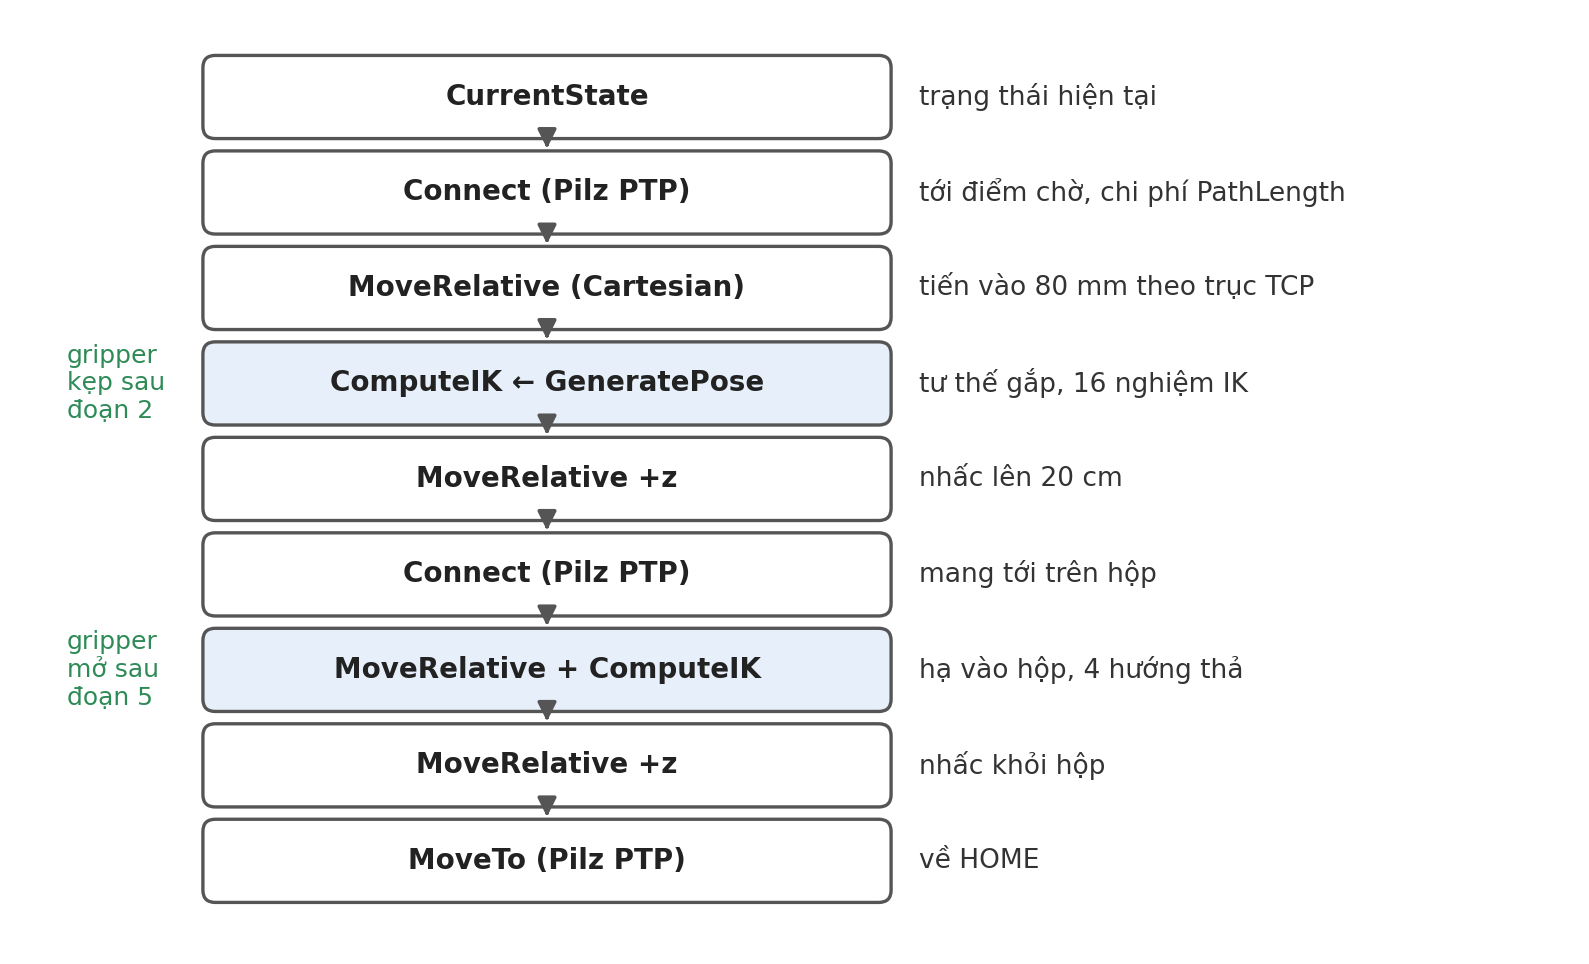 CurrentState
trạng thái hiện tại
Connect (Pilz PTP)
tới điểm chờ, chi phí PathLength
MoveRelative (Cartesian)
tiến vào 80 mm theo trục TCP
gripper
kẹp sau
đoạn 2
ComputeIK ← GeneratePose
tư thế gắp, 16 nghiệm IK
MoveRelative +z
nhấc lên 20 cm
Connect (Pilz PTP)
mang tới trên hộp
gripper
mở sau
đoạn 5
MoveRelative + ComputeIK
hạ vào hộp, 4 hướng thả
MoveRelative +z
nhấc khỏi hộp
MoveTo (Pilz PTP)
về HOME